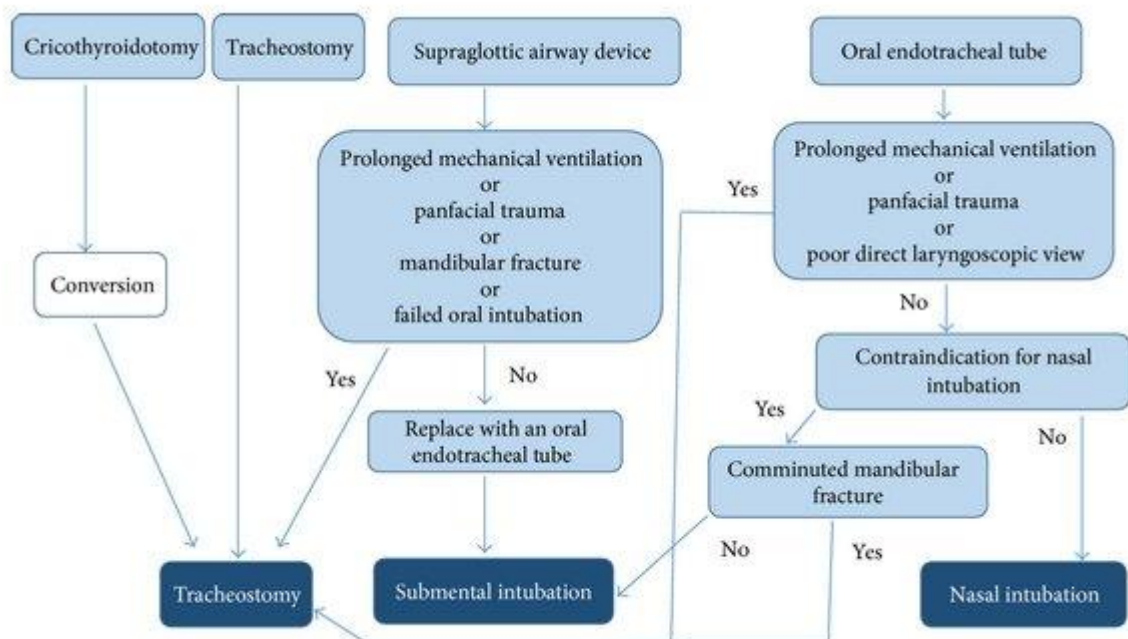 Cricothyroidotomy
Tracheostomy
Supraglottic airway device
Oral endotracheal tube
Prolonged mechanical ventilation
or
panfacial trauma
or
mandibular fracture
or
failed oral intubation
Yes
Prolonged mechanical ventilation
or
panfacial trauma
or
poor direct laryngoscopic view
Conversion
No
Contraindication for nasal
intubation
Yes
No
Replace with an oral
endotracheal tube
Yes
No
Comminuted mandibular
fracture
No
Yes
Tracheostomy
Submental intubation
Nasal intubation